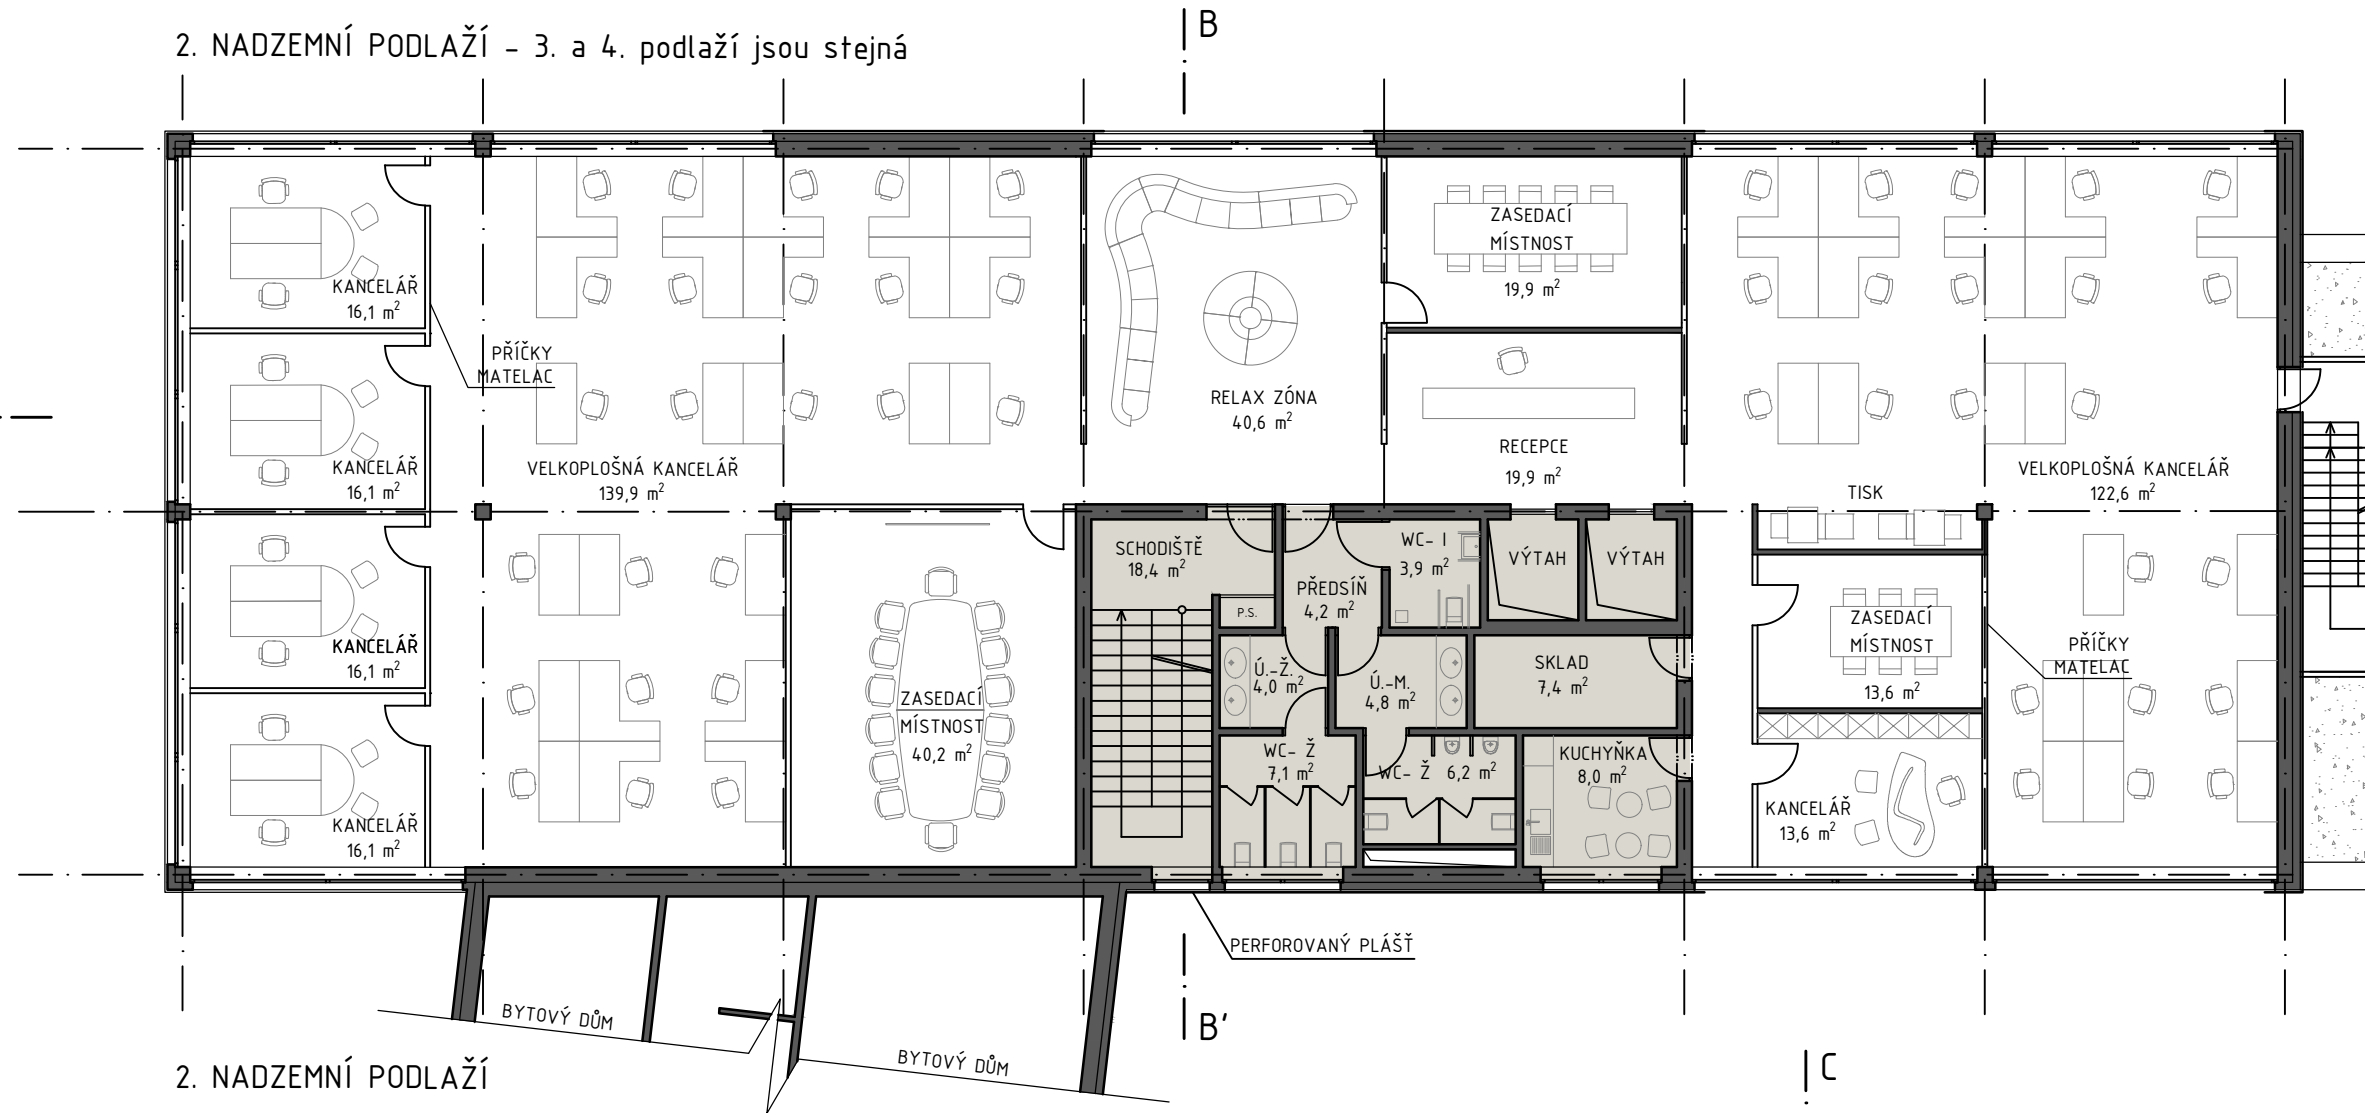 2. NADZEMNÍ PODLAŽÍ - 3. a 4. podlaží jsou stejná
B
KANCELÁŘ
16,1 m²
PŘÍČKY
MATELAC
KANCELÁŘ
16,1 m²
VELKOPLOŠNÁ KANCELÁŘ
139,9 m²
KANCELÁŘ
16,1 m²
KANCELÁŘ
16,1 m²
ZASEDACÍ
MÍSTNOST
40,2 m²
RELAX ZÓNA
40,6 m²
ZASEDACÍ
MÍSTNOST
19,9 m²
RECEPCE
19,9 m²
SCHODIŠTĚ
18,4 m²
P.S.
PŘEDSÍŇ
4,2 m²
WC- I
3,9 m²
VÝTAH
VÝTAH
Ú.-Ž.
4,0 m²
Ú.-M.
4,8 m²
SKLAD
7,4 m²
WC- Ž
7,1 m²
WC- Ž 6,2 m²
KUCHYŇKA
8,0 m²
TISK
VELKOPLOŠNÁ KANCELÁŘ
122,6 m²
ZASEDACÍ
MÍSTNOST
13,6 m²
PŘÍČKY
MATELAC
KANCELÁŘ
13,6 m²
PERFOROVANÝ PLÁŠŤ
BYTOVÝ DŮM
BYTOVÝ DŮM
B'
C
2. NADZEMNÍ PODLAŽÍ